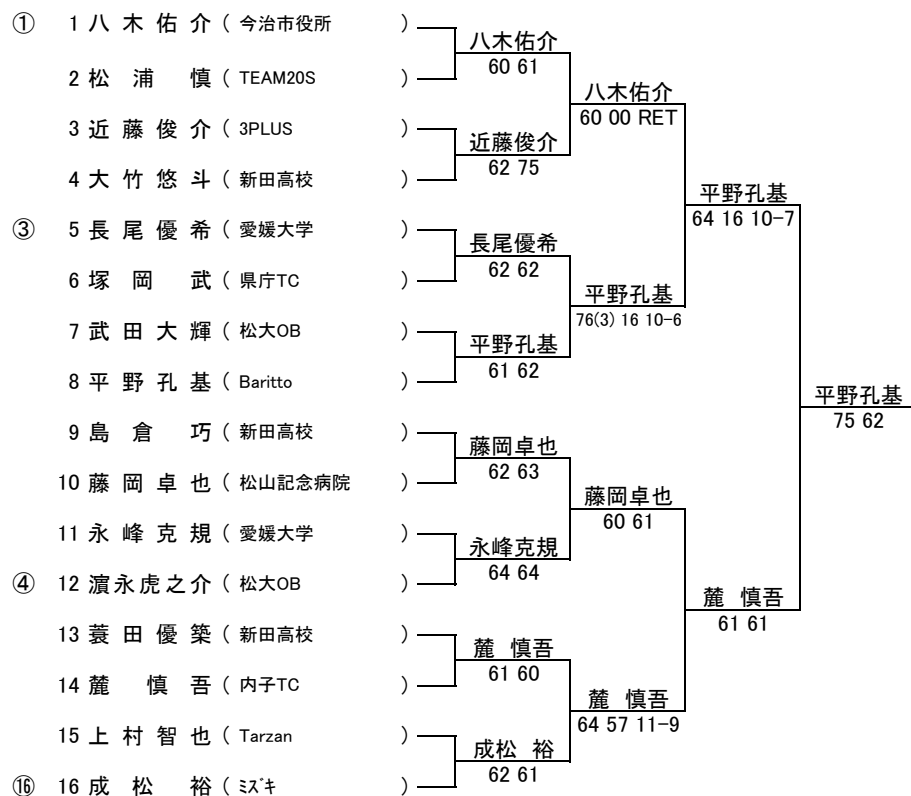 ① 1 八 木 佑 介 ( 今治市役所 )
2 松 浦 慎 ( TEAM20S )
3 近 藤 俊 介 ( 3PLUS )
4 大 竹 悠 斗 ( 新田高校 )
③ 5 長 尾 優 希 ( 愛媛大学 )
6 塚 岡 武 ( 県庁TC )
7 武 田 大 輝 ( 松大OB )
8 平 野 孔 基 ( Baritto )
9 島 倉 巧 ( 新田高校 )
10 藤 岡 卓 也 ( 松山記念病院 )
11 永 峰 克 規 ( 愛媛大学 )
④ 12 濵永虎之介 ( 松大OB )
13 蓑 田 優 築 ( 新田高校 )
14 麓 慎 吾 ( 内子TC )
15 上 村 智 也 ( Tarzan )
⑯ 16 成 松 裕 ( ﾐズキ )
八木佑介
60 61
近藤俊介
62 75
長尾優希
62 62
平野孔基
61 62
藤岡卓也
62 63
永峰克規
64 64
麓 慎吾
61 60
成松 裕
62 61
八木佑介
60 00 RET
平野孔基
76(3) 16 10-6
藤岡卓也
60 61
麓 慎吾
64 57 11-9
平野孔基
64 16 10-7
麓 慎吾
61 61
平野孔基
75 62